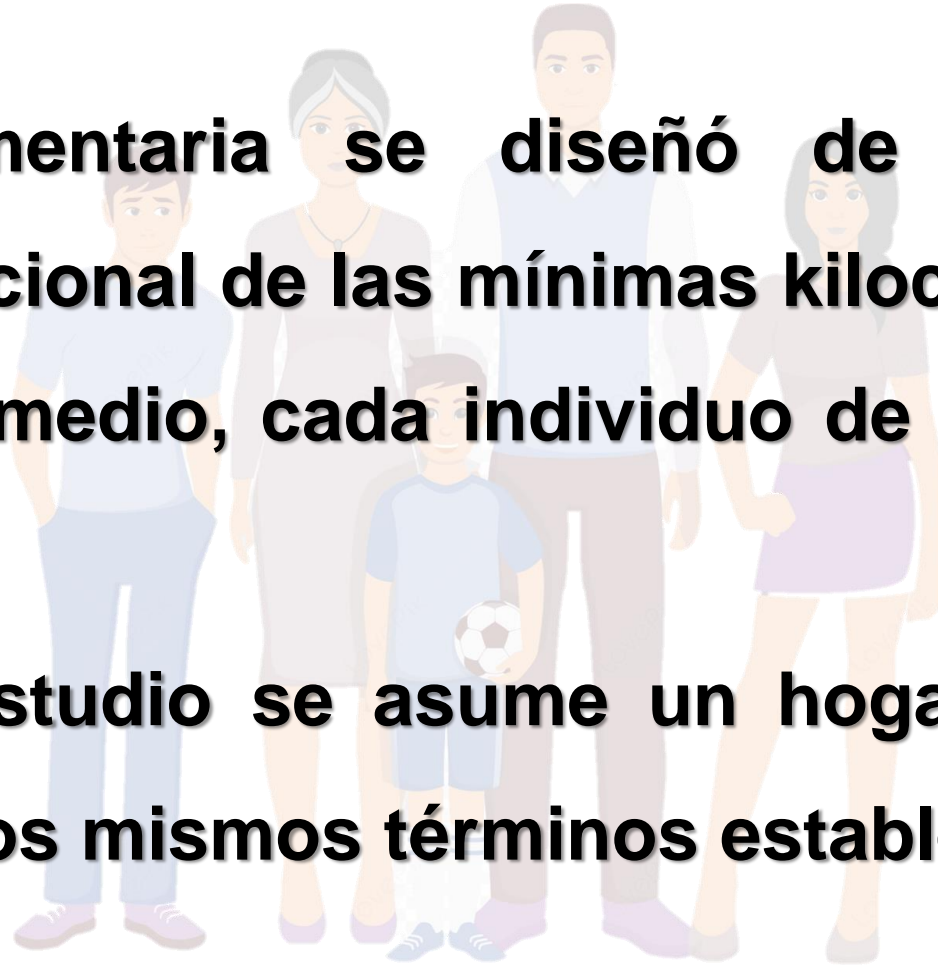 mentaria se diseñó de
cional de las mínimas kiloc
medio, cada individuo de
studio se asume un hoga
os mismos términos estable